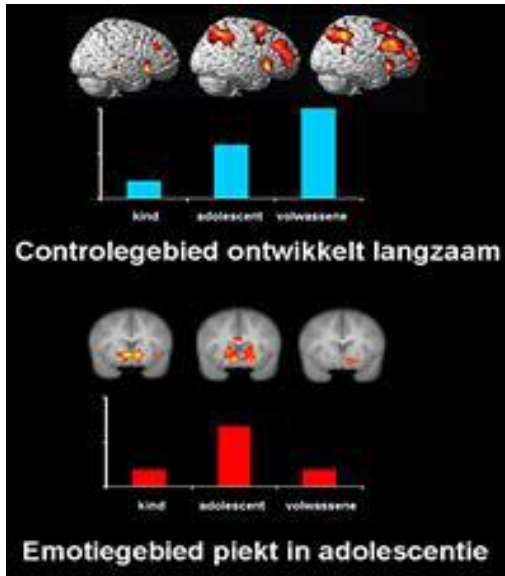 kind adolescent volwassene
Controlegebied ontwikkelt langzaam
kind adolescent volwassene
Emotiegebied piekt in adolescentie